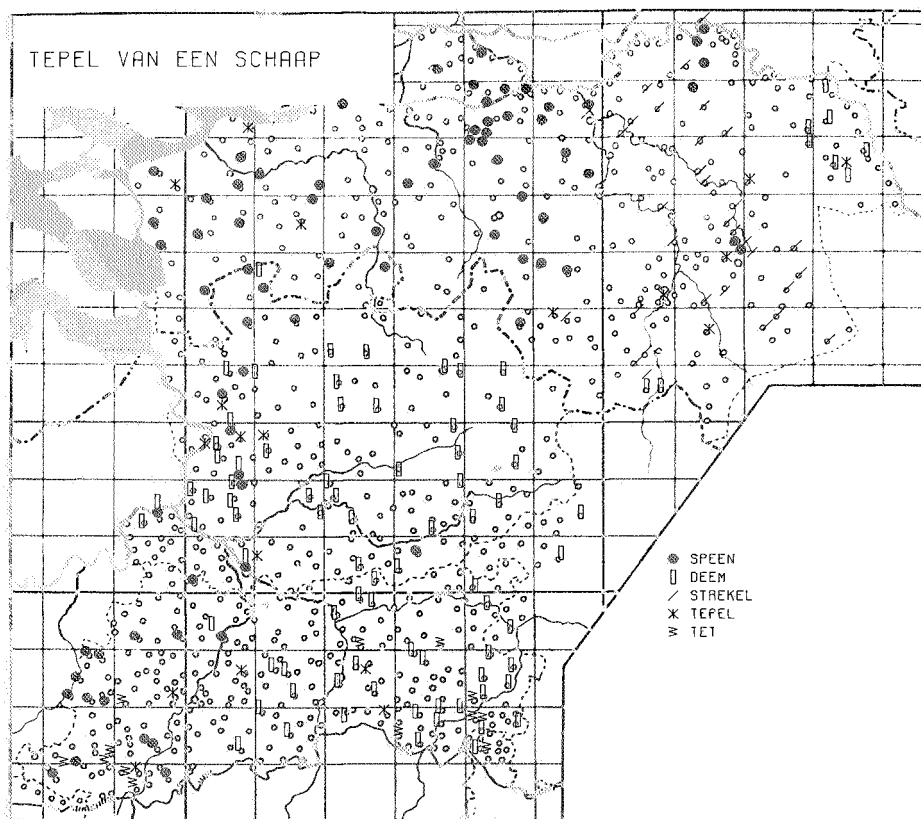 TEPEL VAN EEN SCHAAP
SPEEN
DEEM
STREKEL
TEPEL
TET